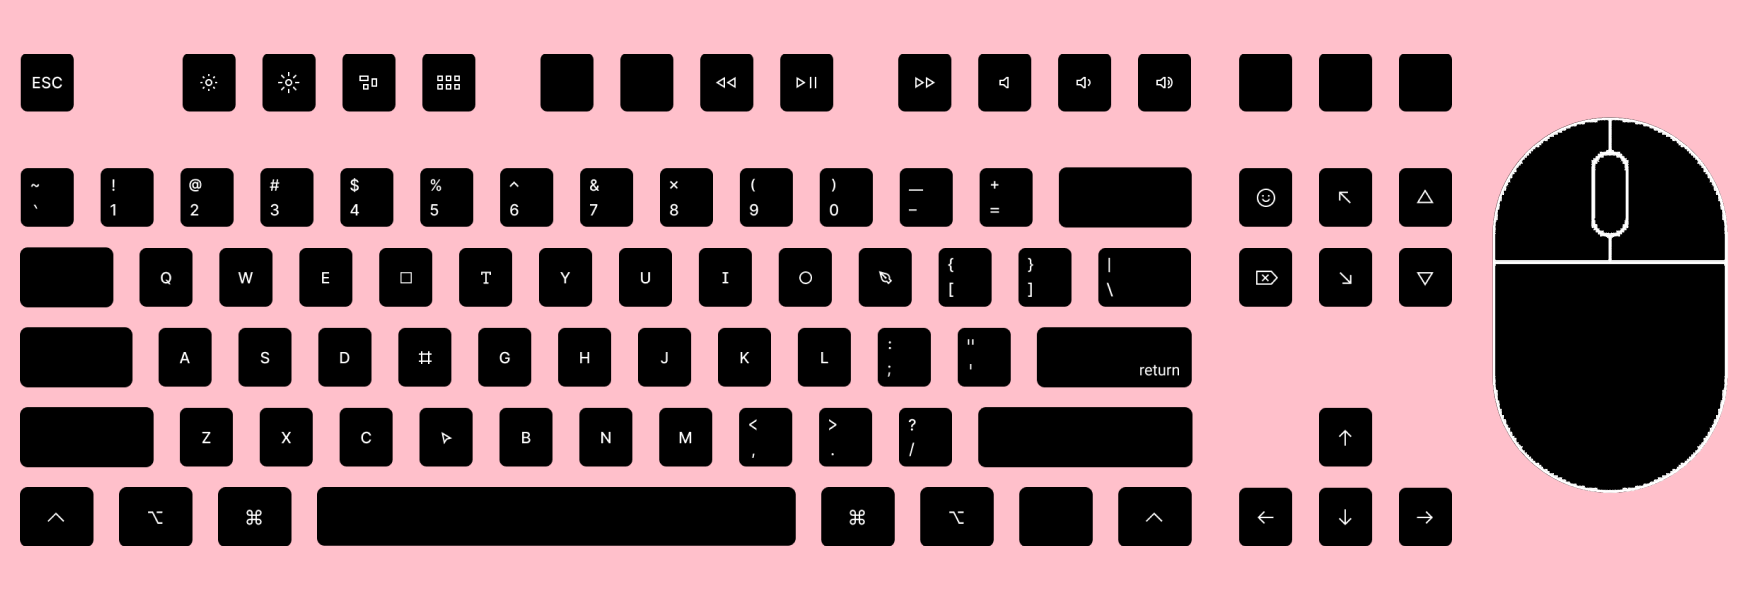 ESC
~ ! @ # $ % ^ & × ( ) — +
` 1 2 3 4 5 6 7 8 9 0 – =
Q W E T Y U I { } |
[ ] \
A S D G H J K L : "
; '
return
Z X C B N M < > ?
, . /
⌥ ⌘ ⌘ ⌥